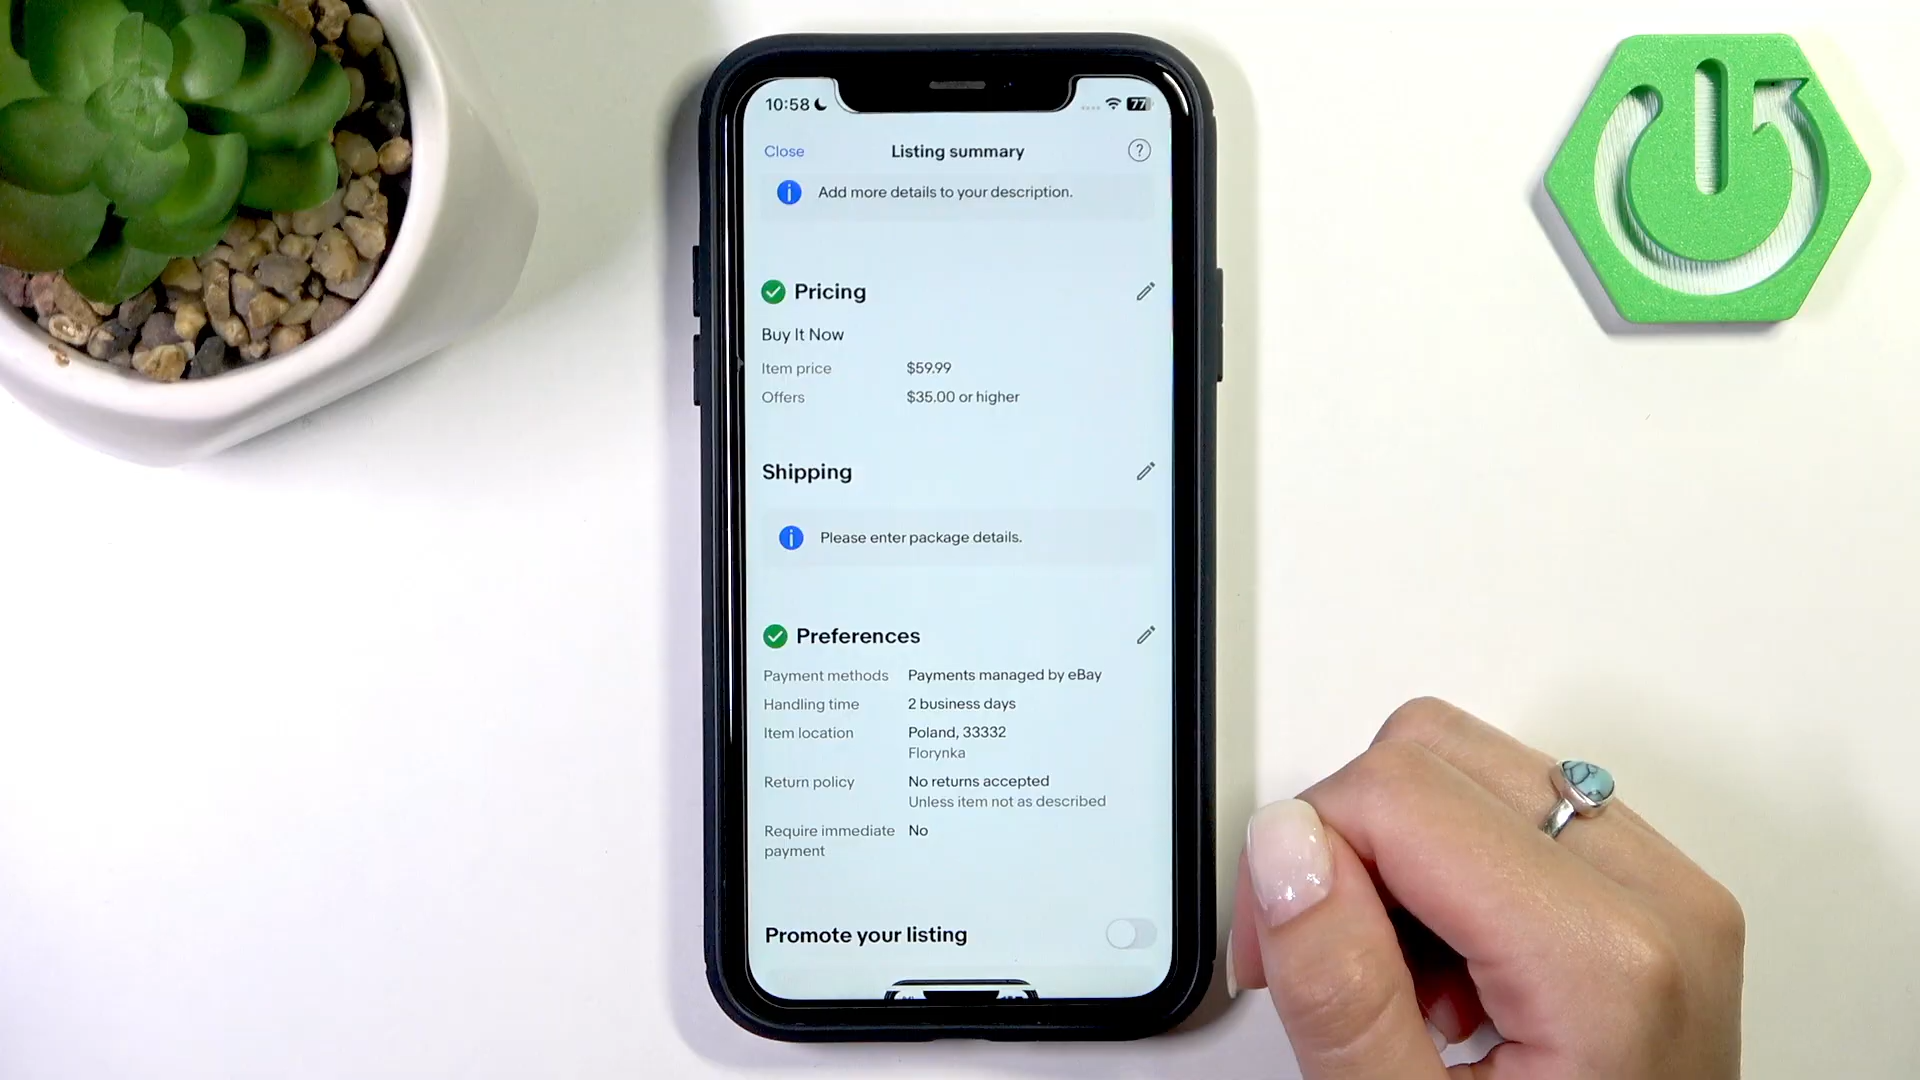 10:58
77
Close
Listing summary
?
Add more details to your description.
Pricing
Buy It Now
Item price $59.99
Offers $35.00 or higher
Shipping
Please enter package details.
Preferences
Payment methods Payments managed by eBay
Handling time 2 business days
Item location Poland, 33332
Florynka
Return policy No returns accepted
Unless item not as described
Require immediate No
payment
Promote your listing